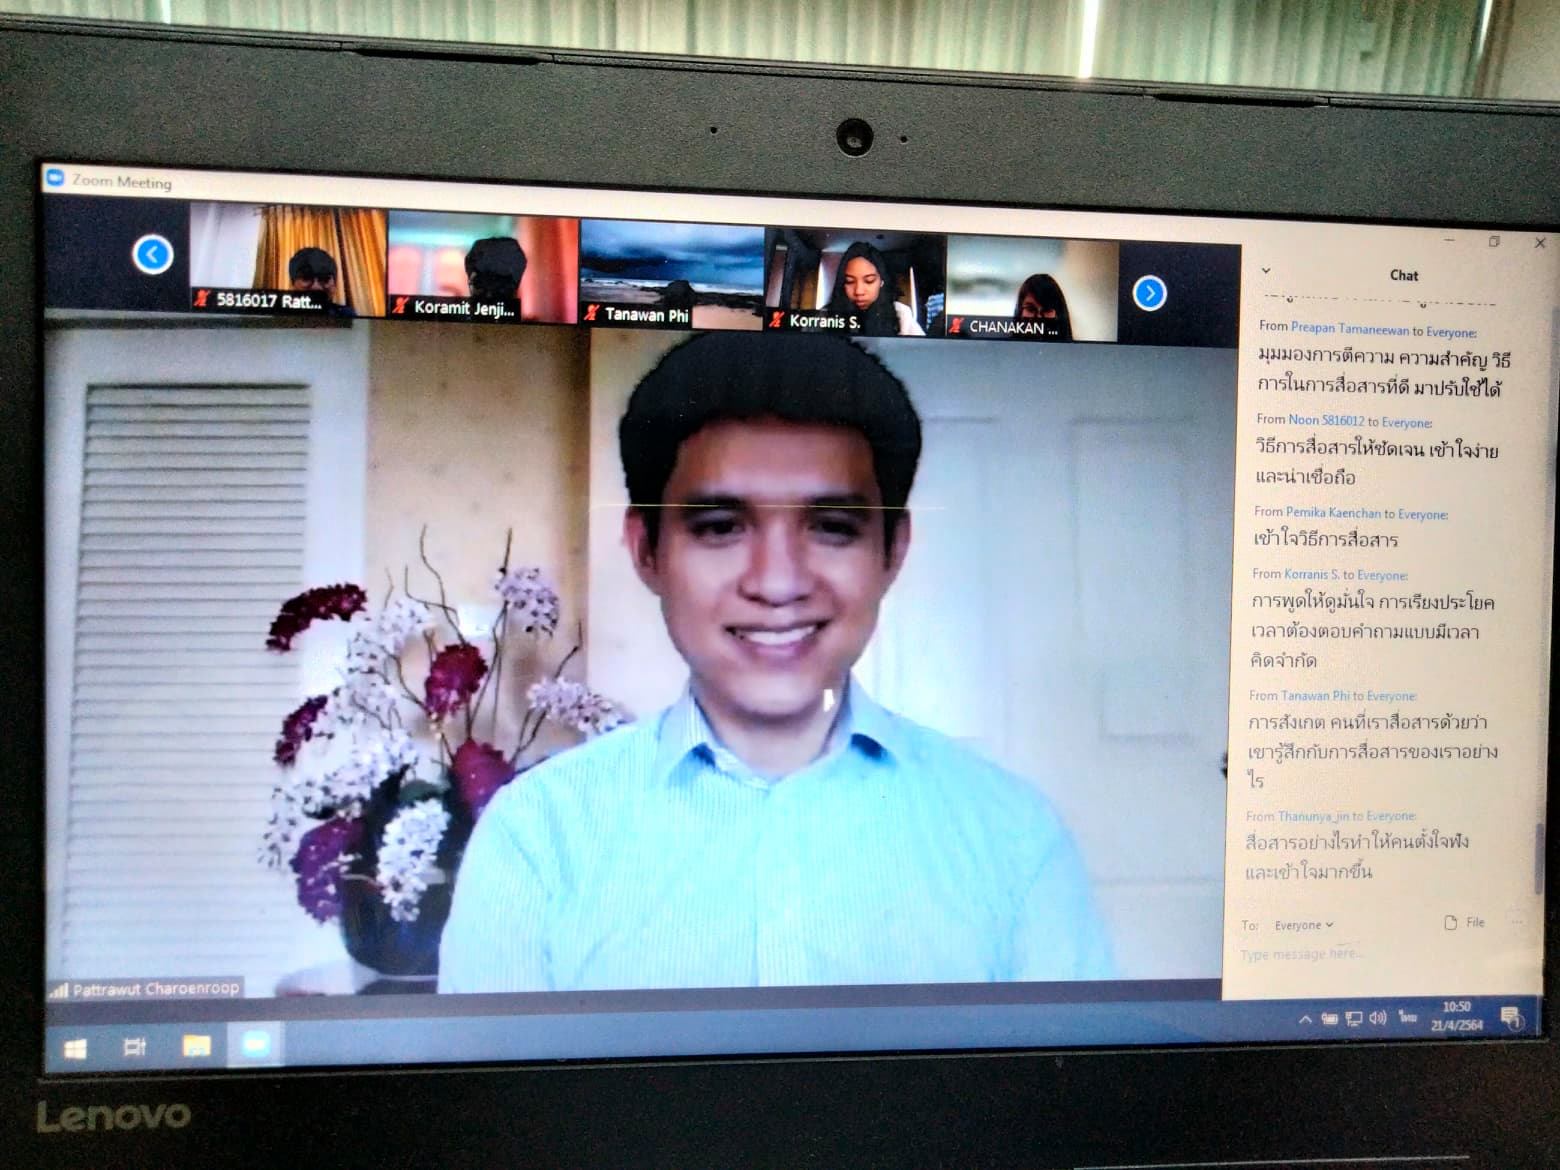 Zoom Meeting
5816017 Ratt...
Koramit Jenji...
Tanawan Phi
Korranis S.
CHANAKAN ...
Chat
From Preapan Tamaneewan to Everyone:
มุมมองการตีความ ความสำคัญ วิธี
การในการสื่อสารที่ดี มาปรับใช้ได้
From Noon 5816012 to Everyone:
วิธีการสื่อสารให้ชัดเจน เข้าใจง่าย
และน่าเชื่อถือ
From Pemika Kaenchan to Everyone:
เข้าใจวิธีการสื่อสาร
From Korranis S. to Everyone:
การพูดให้ดูมั่นใจ การเรียงประโยค
เวลาต้องตอบคำถามแบบมีเวลา
คิดจำกัด
From Tanawan Phi to Everyone:
การสังเกต คนที่เราสื่อสารด้วยว่า
เขารู้สึกกับการสื่อสารของเราอย่าง
ไร
From Thanunya_jin to Everyone:
สื่อสารอย่างไรทำให้คนตั้งใจฟัง
และเข้าใจมากขึ้น
To: Everyone
File
Type message here...
Pattrawut Charoenroop
ไทย
10:50
21/4/2564
1
Lenovo